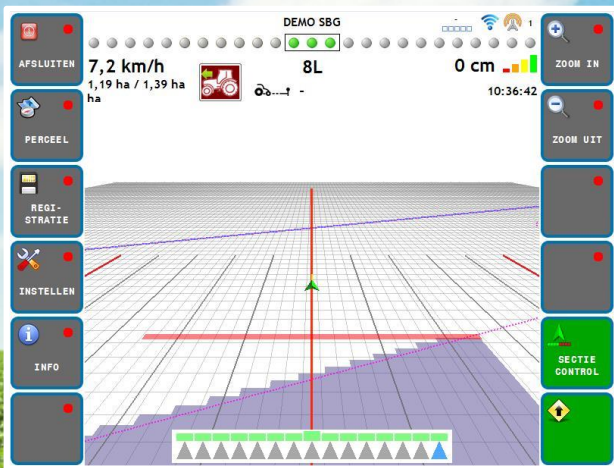 DEMO SBG
1
AFSLUITEN
7,2 km/h
8L
0 cm
ZOOM IN
1,19 ha / 1,39 ha
ha
-
10:36:42
PERCEEL
ZOOM UIT
REGI-
STRATIE
INSTELLEN
INFO
SECTIE
CONTROL